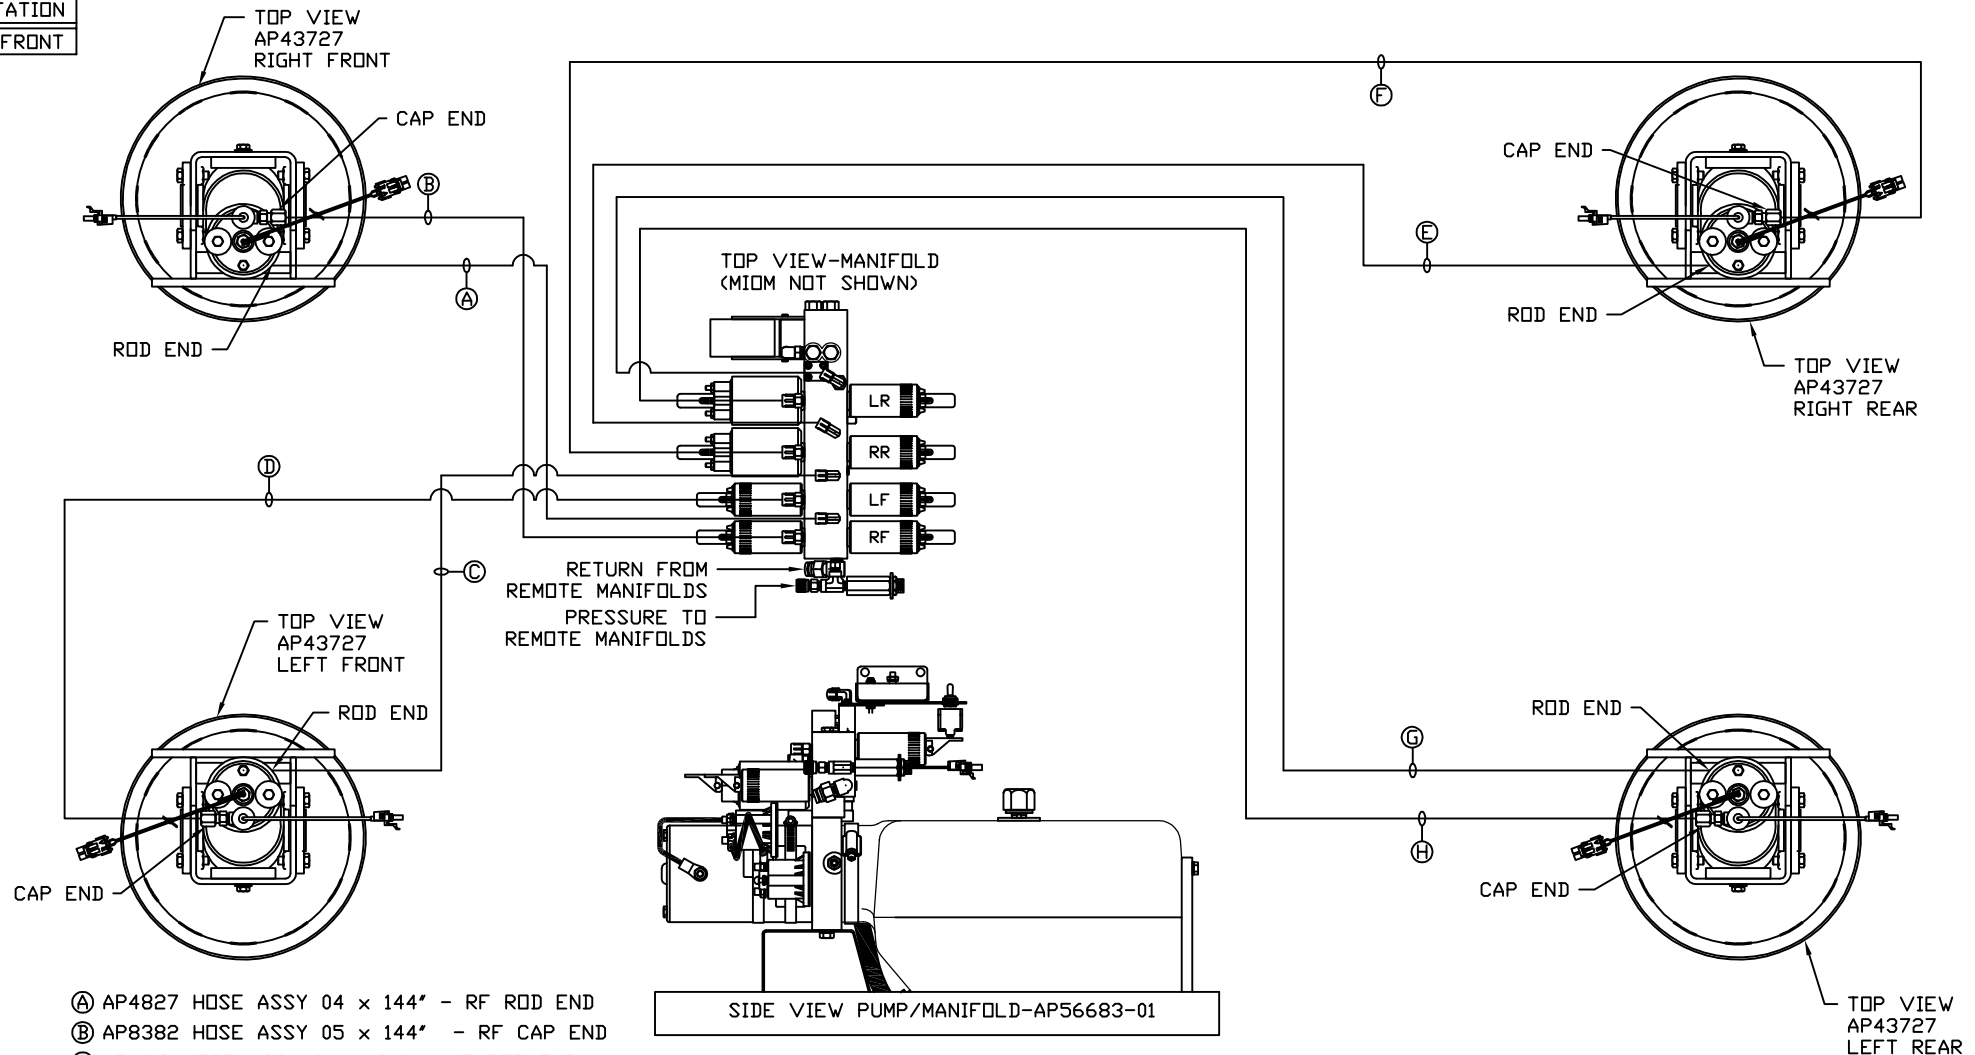 FRONT
TOP VIEW
AP43727
RIGHT FRONT
CAP END
B
A
ROD END
F
CAP END
E
ROD END
TOP VIEW
AP43727
RIGHT REAR
TOP VIEW-MANIFOLD
(MIOM NOT SHOWN)
LR
RR
LF
RF
D
C
RETURN FROM
REMOTE MANIFOLDS
PRESSURE TO
REMOTE MANIFOLDS
TOP VIEW
AP43727
LEFT FRONT
ROD END
CAP END
ROD END
G
H
CAP END
TOP VIEW
AP43727
LEFT REAR
SIDE VIEW PUMP/MANIFOLD-AP56683-01
A AP4827 HOSE ASSY 04 x 144" - RF ROD END
B AP8382 HOSE ASSY 05 x 144" - RF CAP END